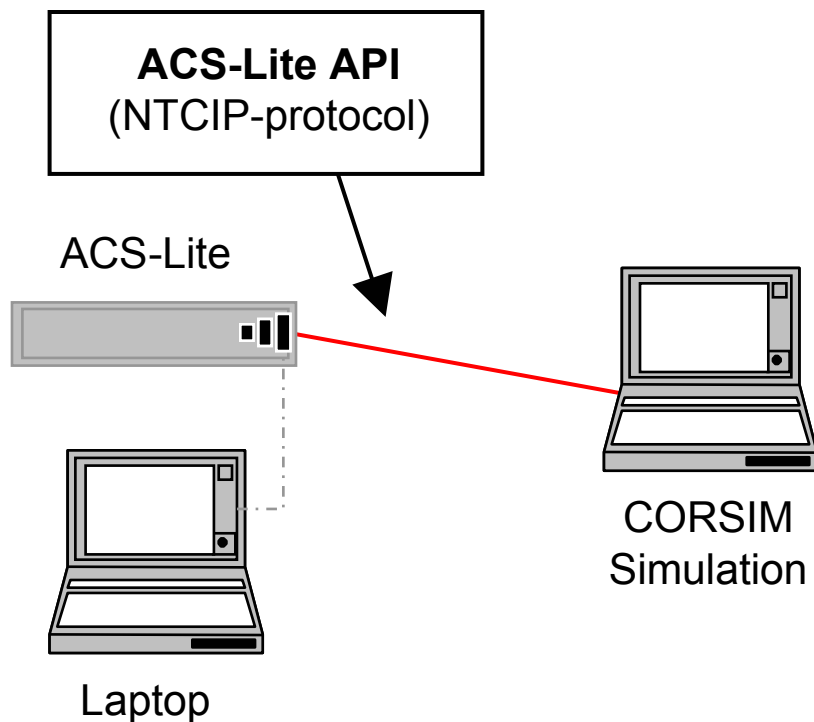 ACS-Lite API
(NTCIP-protocol)
ACS-Lite
CORSIM
Simulation
Laptop